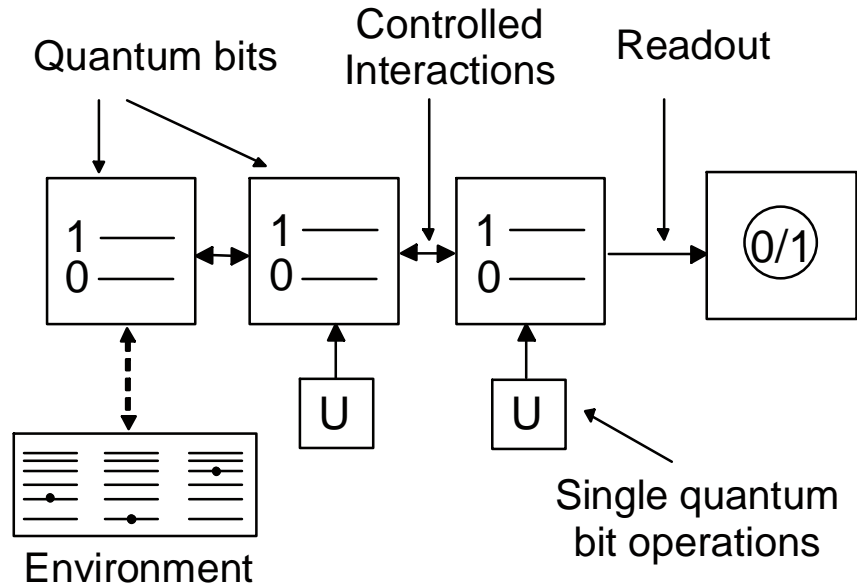 Quantum bits
Controlled
Interactions
Readout
1
0
1
0
1
0
0/1
U
U
Environment
Single quantum
bit operations